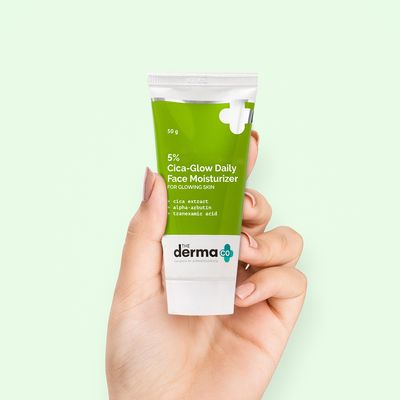 50 g
5%
Cica-Glow Daily
Face Moisturizer
FOR GLOWING SKIN
• cica extract
• alpha-arbutin
• tranexamic acid
THE
derma co